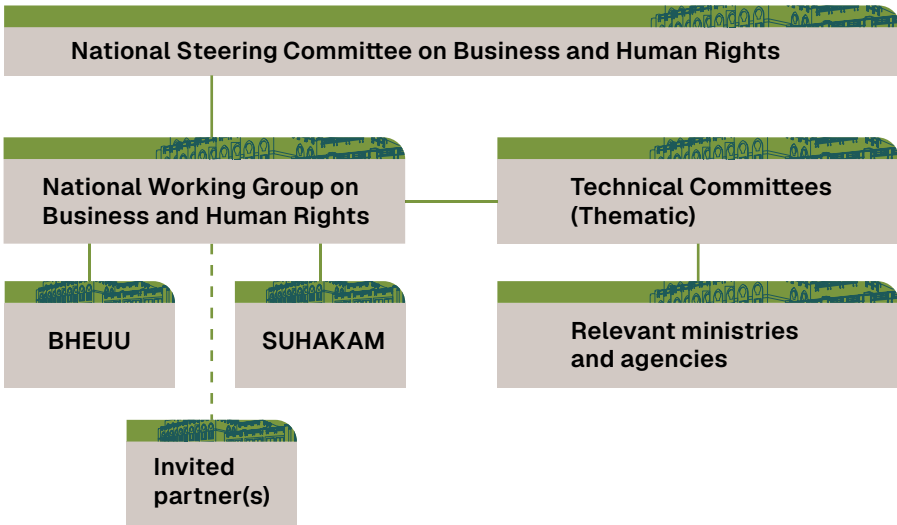 National Steering Committee on Business and Human Rights
National Working Group on
Business and Human Rights
Technical Committees
(Thematic)
BHEUU
SUHAKAM
Relevant ministries
and agencies
Invited
partner(s)